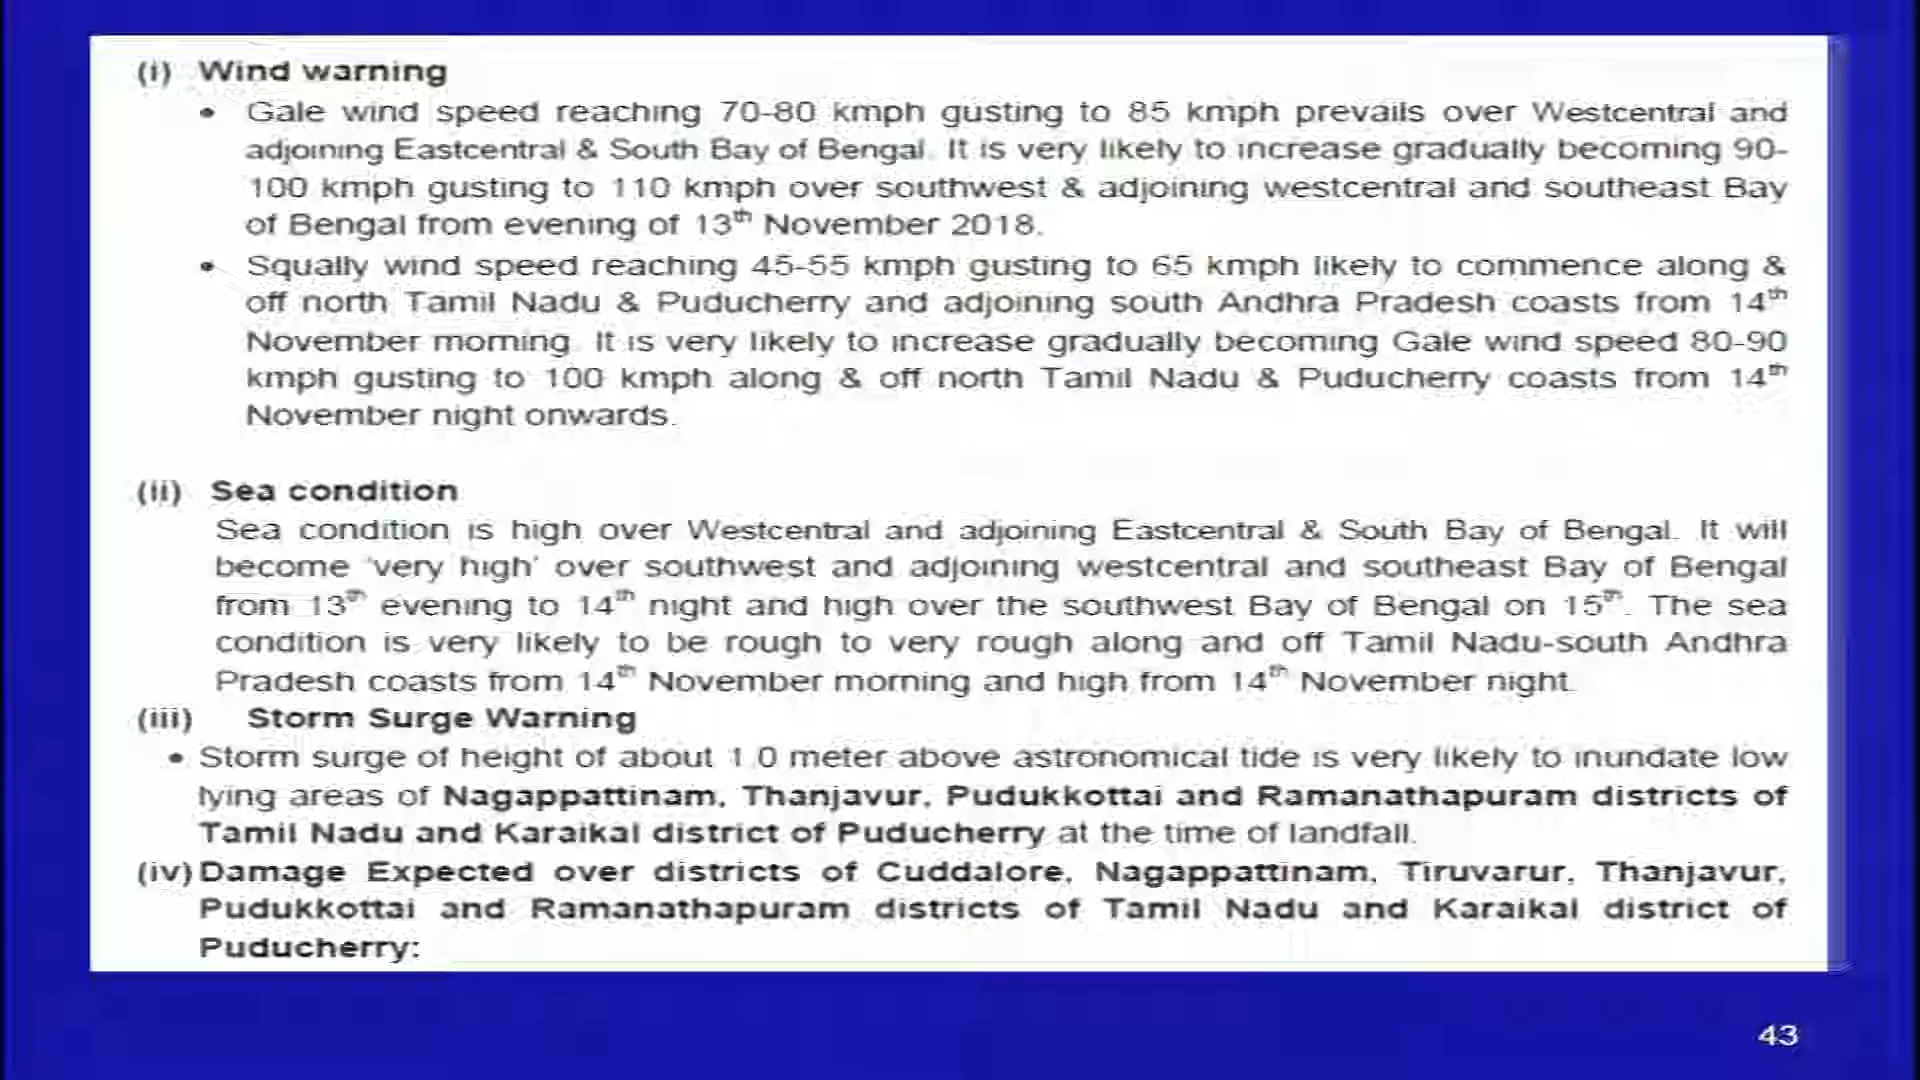 (i) Wind warning
• Gale wind speed reaching 70-80 kmph gusting to 85 kmph prevails over Westcentral and
adjoining Eastcentral & South Bay of Bengal. It is very likely to increase gradually becoming 90-
100 kmph gusting to 110 kmph over southwest & adjoining westcentral and southeast Bay
of Bengal from evening of 13th November 2018.
• Squally wind speed reaching 45-55 kmph gusting to 65 kmph likely to commence along &
off north Tamil Nadu & Puducherry and adjoining south Andhra Pradesh coasts from 14th
November morning. It is very likely to increase gradually becoming Gale wind speed 80-90
kmph gusting to 100 kmph along & off north Tamil Nadu & Puducherry coasts from 14th
November night onwards.
(ii) Sea condition
Sea condition is high over Westcentral and adjoining Eastcentral & South Bay of Bengal. It will
become 'very high' over southwest and adjoining westcentral and southeast Bay of Bengal
from 13th evening to 14th night and high over the southwest Bay of Bengal on 15th. The sea
condition is very likely to be rough to very rough along and off Tamil Nadu-south Andhra
Pradesh coasts from 14th November morning and high from 14th November night.
(iii) Storm Surge Warning
• Storm surge of height of about 1.0 meter above astronomical tide is very likely to inundate low
lying areas of Nagappattinam, Thanjavur, Pudukkottai and Ramanathapuram districts of
Tamil Nadu and Karaikal district of Puducherry at the time of landfall.
(iv) Damage Expected over districts of Cuddalore, Nagappattinam, Tiruvarur, Thanjavur,
Pudukkottai and Ramanathapuram districts of Tamil Nadu and Karaikal district of
Puducherry:
43